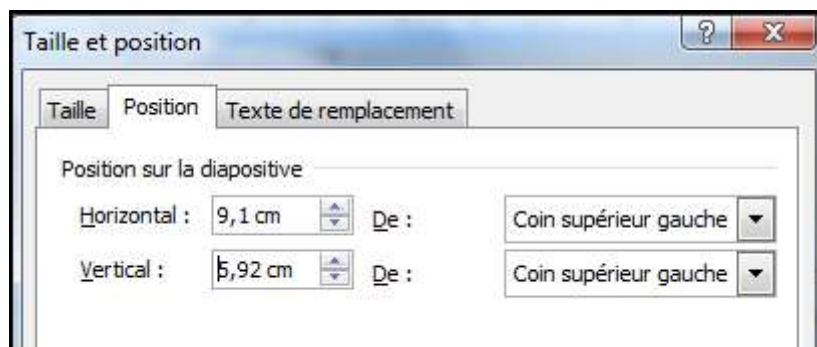 Taille et position
?
Taille Position Texte de remplacement
Position sur la diapositive
Horizontal : 9,1 cm De : Coin supérieur gauche
Vertical : 5,92 cm De : Coin supérieur gauche